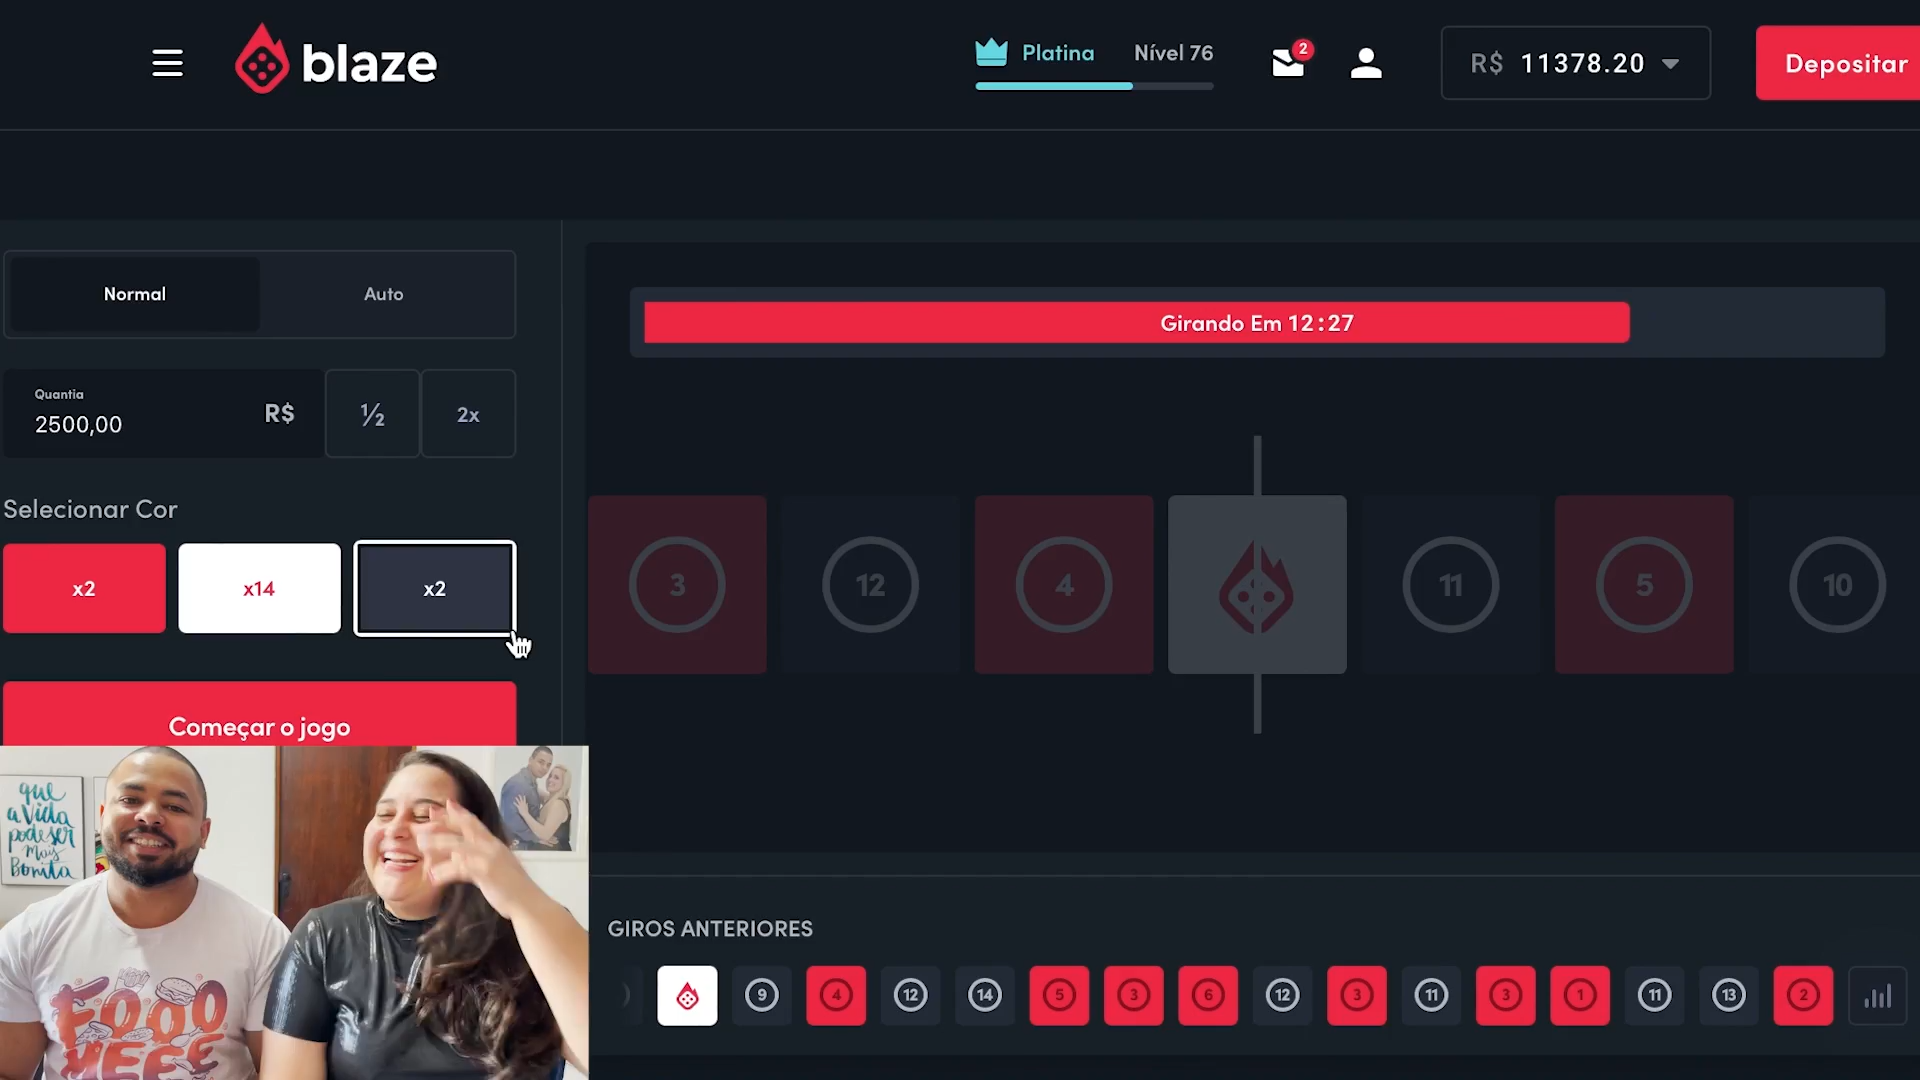 blaze
Platina Nível 76
2
R$ 11378.20
Depositar
Normal Auto
Quantia
2500,00 R$ ½ 2x
Selecionar Cor
x2 x14 x2
Começar o jogo
Girando Em 12:27
3 12 4 11 5 10
GIROS ANTERIORES
9 4 12 14 5 3 6 12 3 11 3 1 11 13 2
que
a vida
pode ser
Mais
Bonita